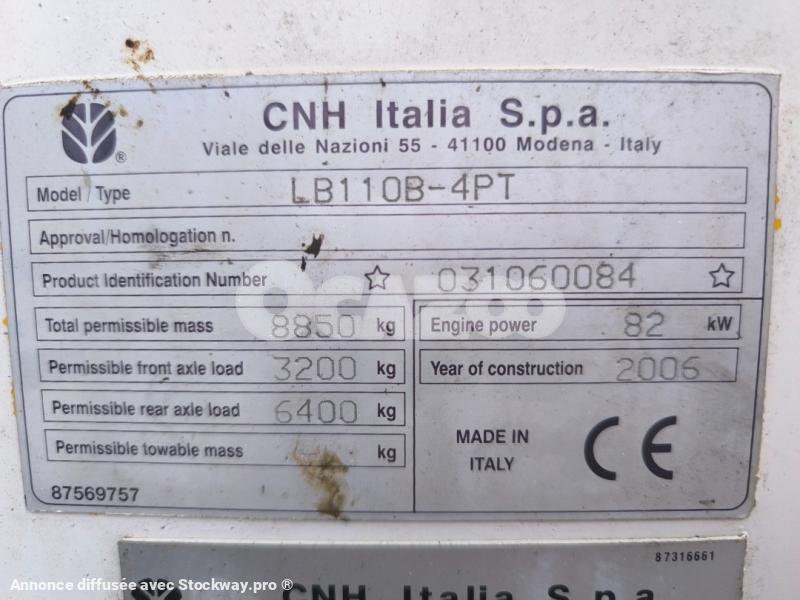 CNH Italia S.p.a.
Viale delle Nazioni 55 - 41100 Modena - Italy
®
Model / Type LB110B-4PT
Approval/Homologation n.
Product Identification Number ☆ 031060084 ☆
Total permissible mass 8850 kg
Engine power 82 kW
Permissible front axle load 3200 kg
Year of construction 2006
Permissible rear axle load 6400 kg
Permissible towable mass kg
MADE IN
ITALY
CE
87569757
OCAZOO
87316661
CNH Italia S.p.a.
Annonce diffusée avec Stockway.pro ®